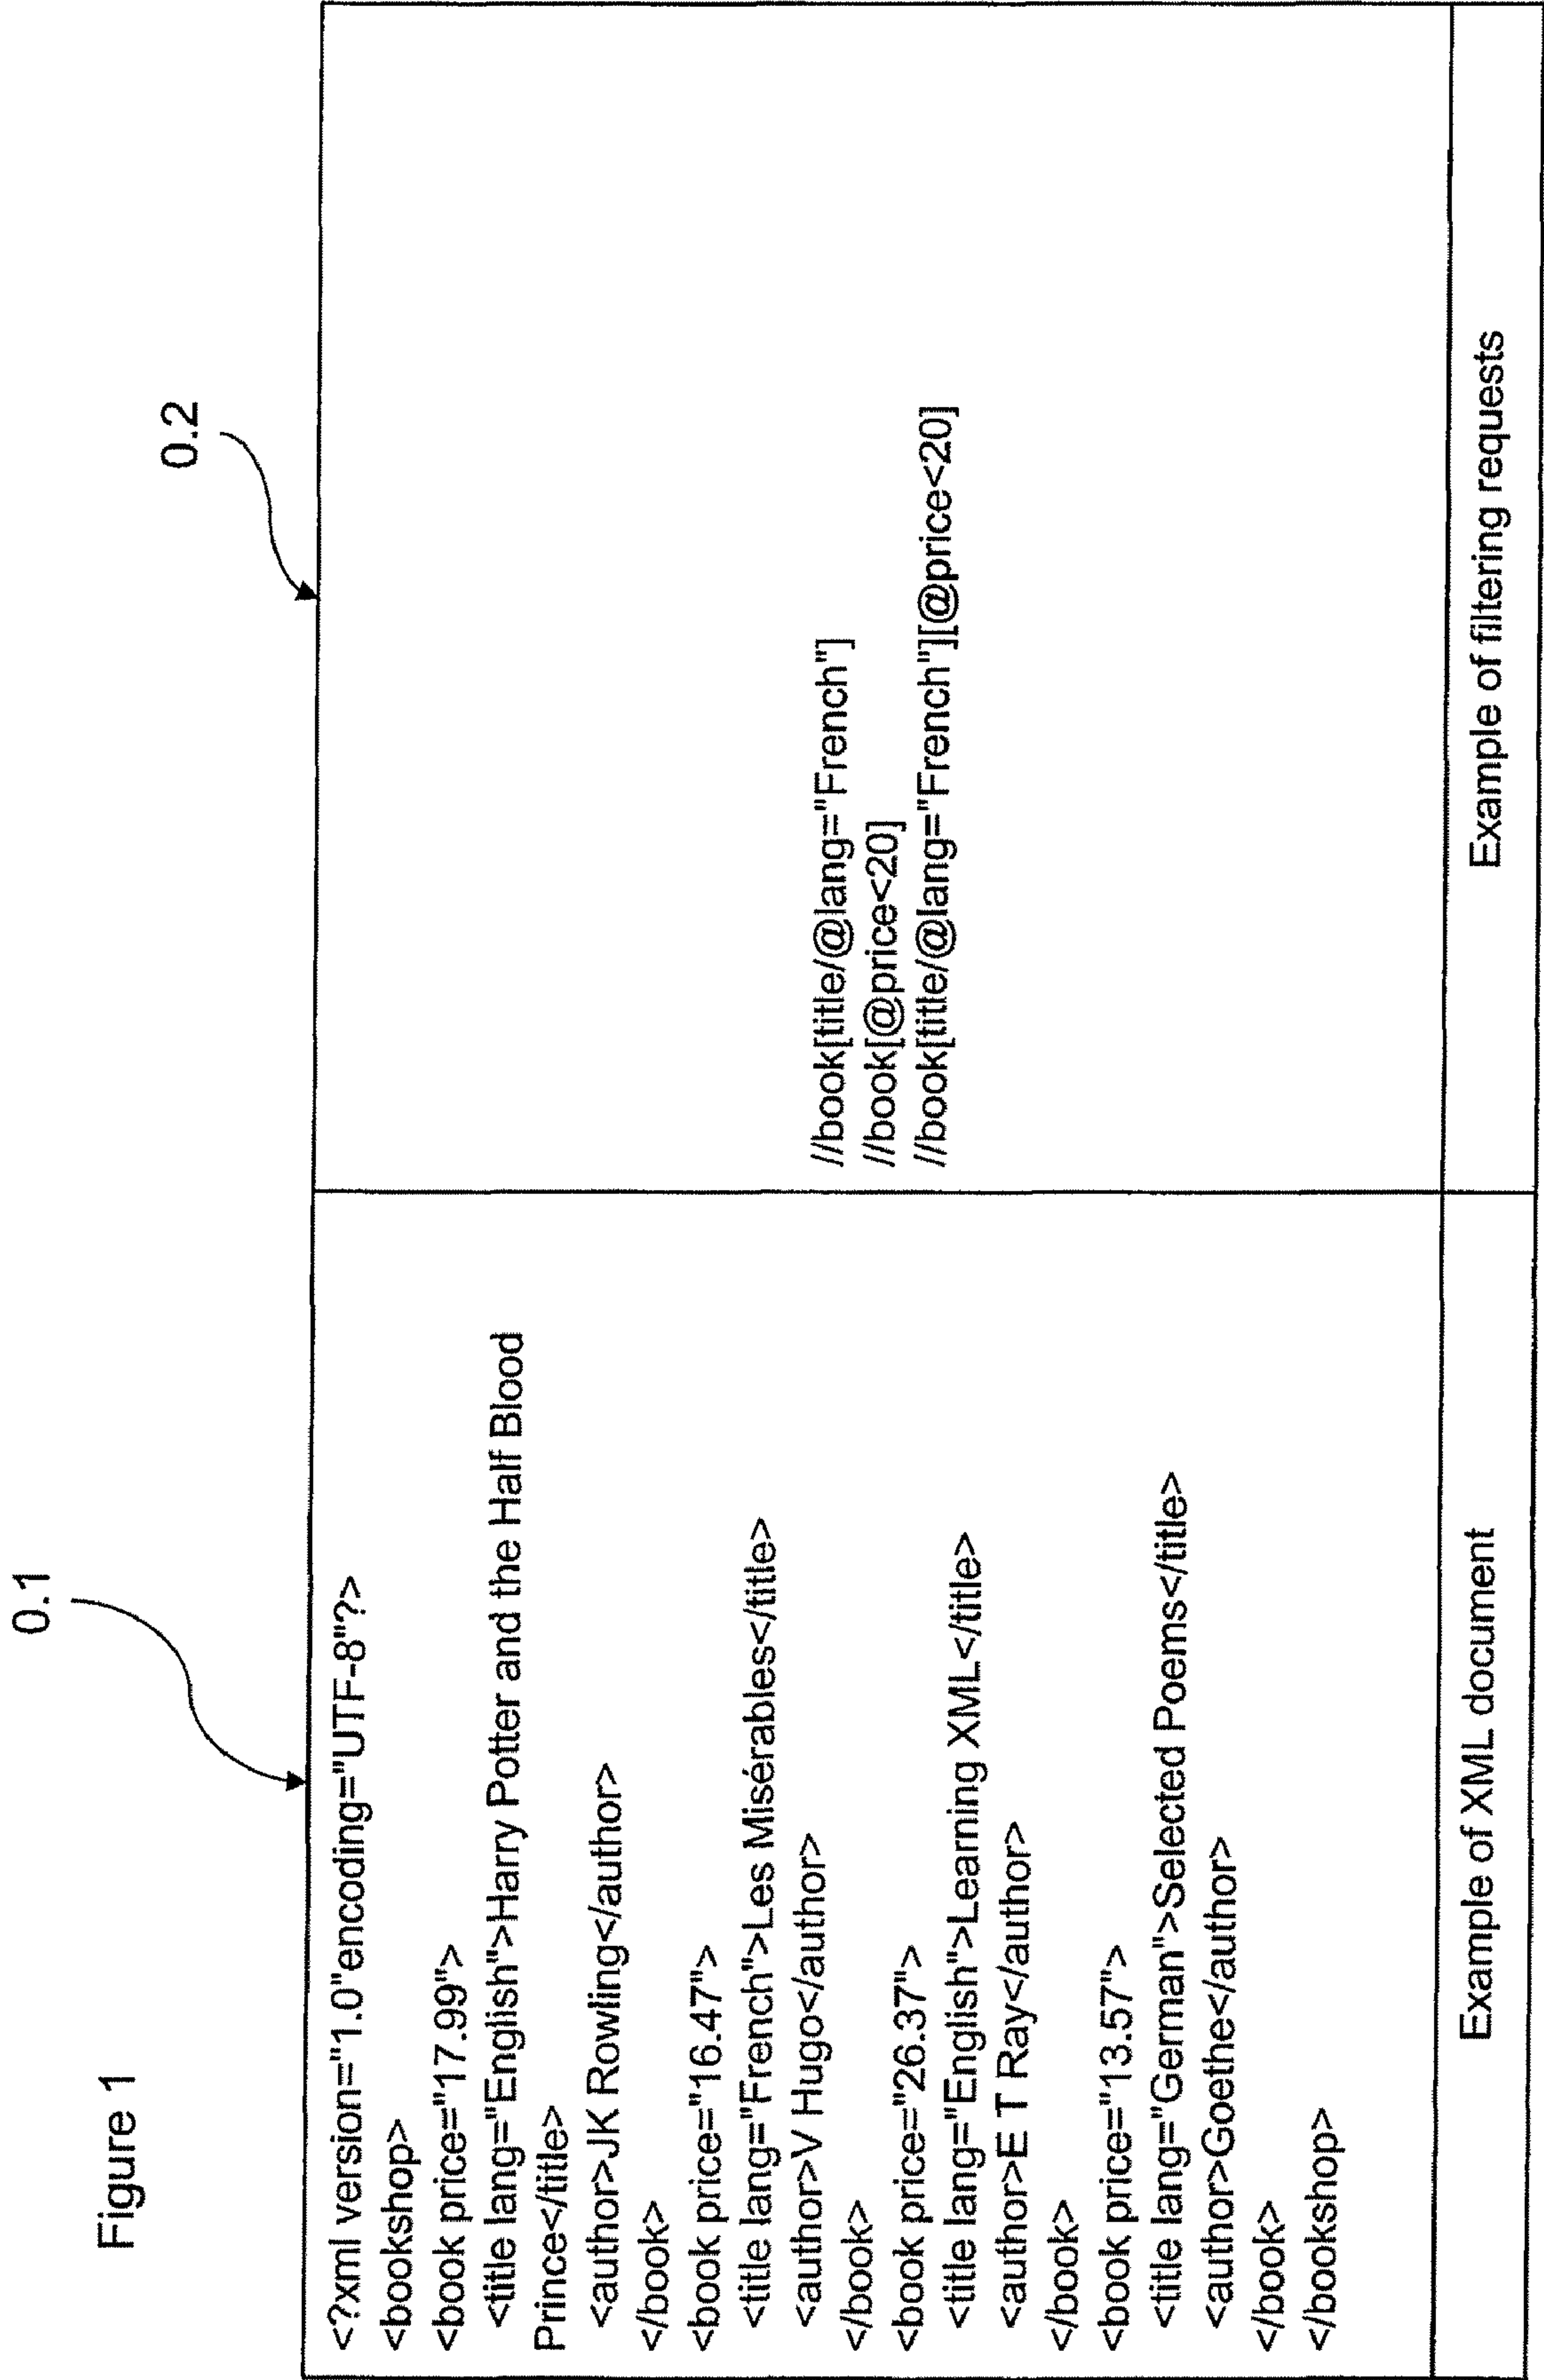 Figure 1
0.1
0.2
<?xml version="1.0"encoding="UTF-8"?>
<bookshop>
<book price="17.99">
<title lang="English">Harry Potter and the Half Blood
Prince</title>
<author>JK Rowling</author>
</book>
<book price="16.47">
<title lang="French">Les Misérables</title>
<author>V Hugo</author>
</book>
<book price="26.37">
<title lang="English">Learning XML</title>
<author>E T Ray</author>
</book>
<book price="13.57">
<title lang="German">Selected Poems</title>
<author>Goethe</author>
</book>
</bookshop>
Example of XML document
//book[title/@lang="French"]
//book[@price<20]
//book[title/@lang="French"][@price<20]
Example of filtering requests